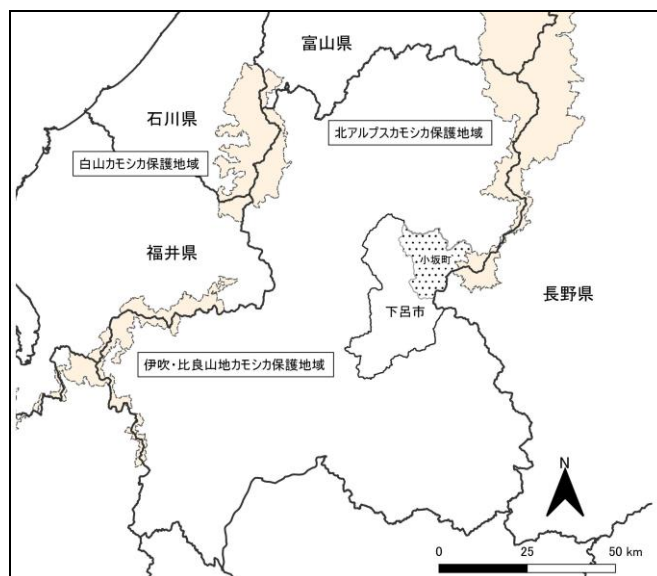 富山県
石川県
北アルプスカモシカ保護地域
白山カモシカ保護地域
福井県
小坂町
長野県
下呂市
伊吹・比良山地カモシカ保護地域
N
0 25 50 km